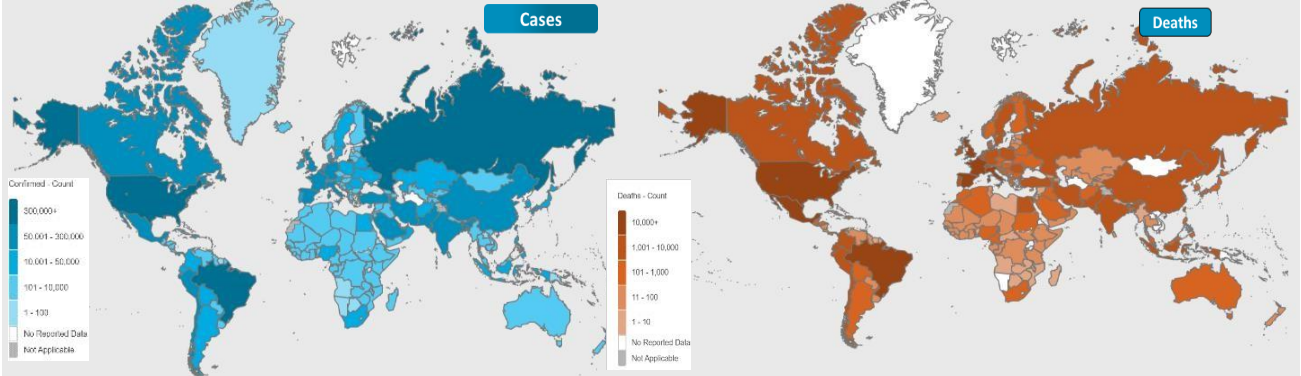 Cases
Deaths
Confirmed - Count
300,000+
50,001 - 300,000
10,001 - 50,000
101 - 10,000
1 - 100
No Reported Data
Not Applicable
Deaths - Count
10,000+
1,001 - 10,000
101 - 1,000
11 - 100
1 - 10
No Reported Data
Not Applicable